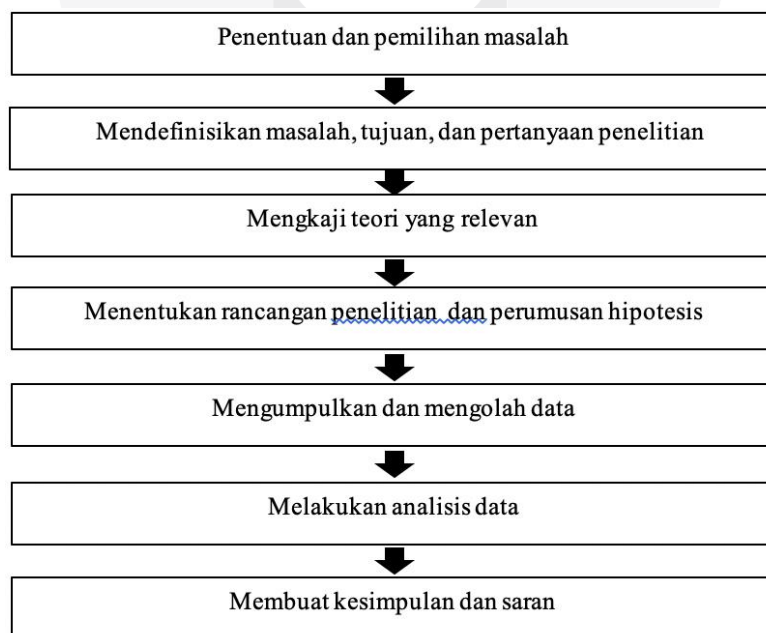 Penentuan dan pemilihan masalah
Mendefinisikan masalah, tujuan, dan pertanyaan penelitian
Mengkaji teori yang relevan
Menentukan rancangan penelitian dan perumusan hipotesis
Mengumpulkan dan mengolah data
Melakukan analisis data
Membuat kesimpulan dan saran